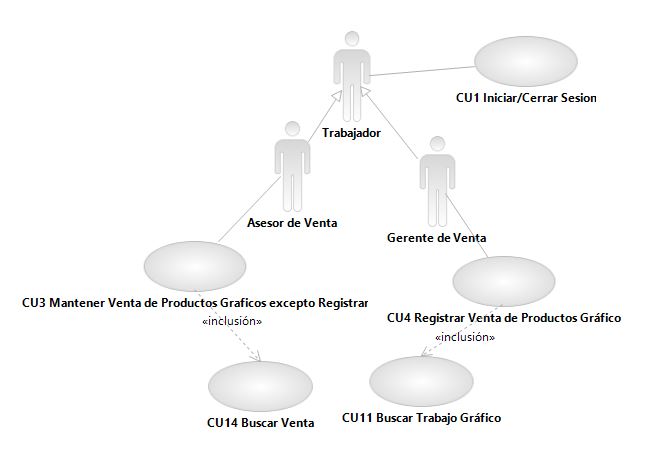 CU1 Iniciar/Cerrar Sesion
Trabajador
Asesor de Venta
Gerente de Venta
CU3 Mantener Venta de Productos Graficos excepto Registrar
«inclusión»
CU4 Registrar Venta de Productos Gráfico
«inclusión»
CU14 Buscar Venta
CU11 Buscar Trabajo Gráfico